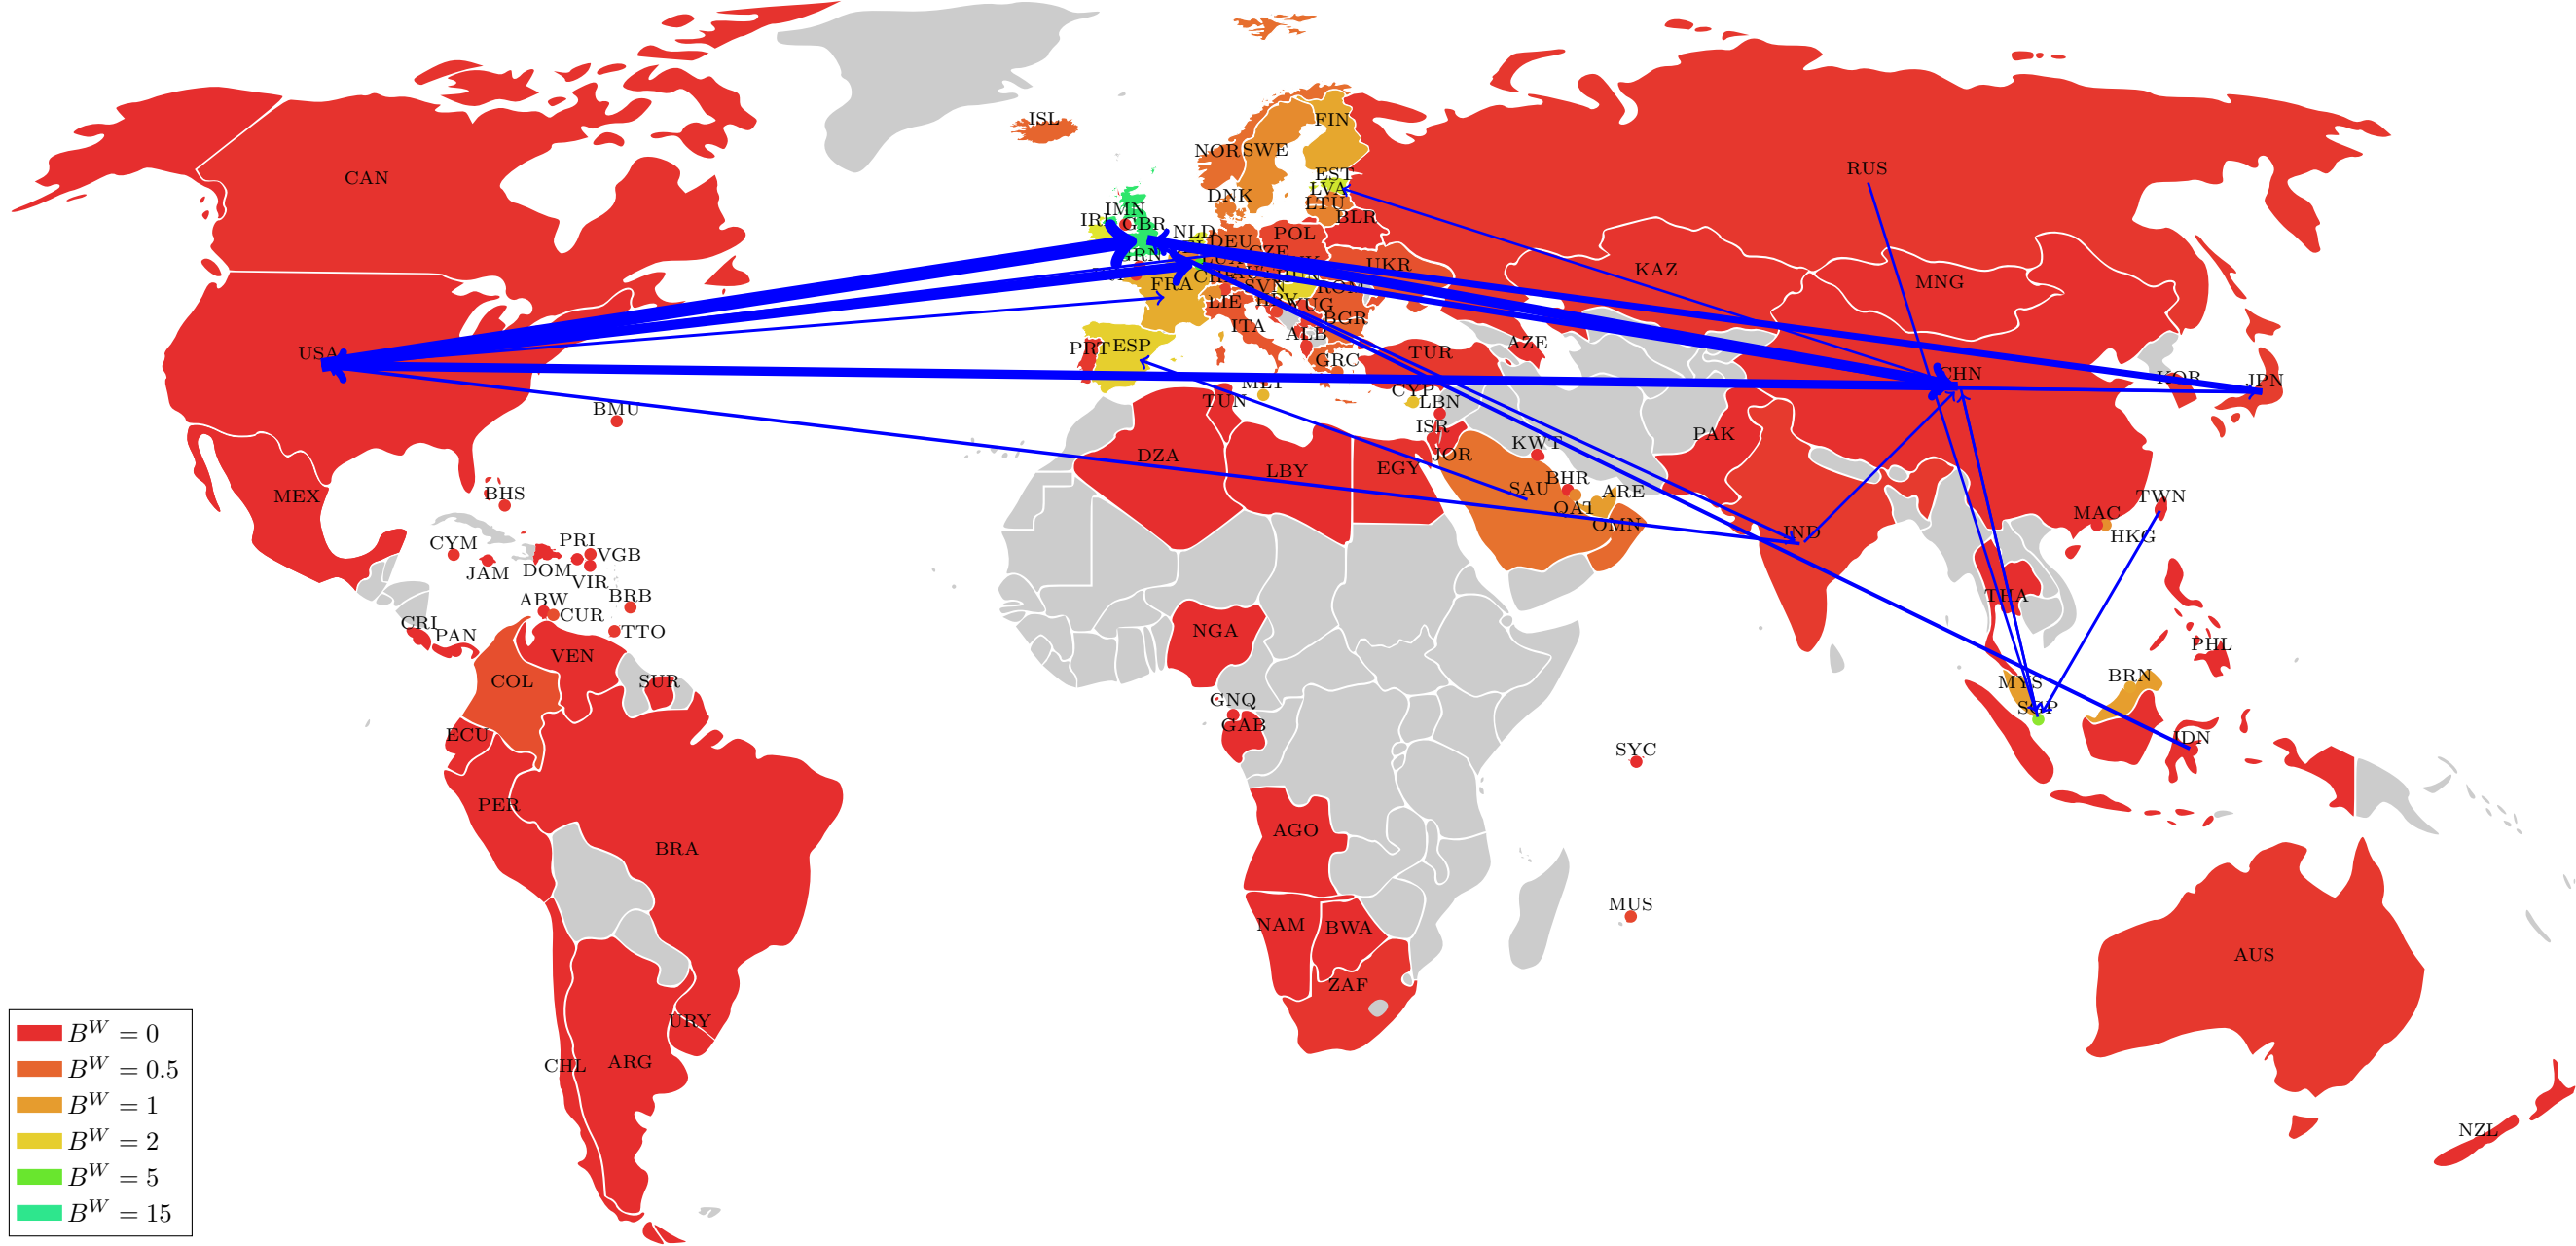 ISL
FIN
NOR
SWE
CAN
RUS
EST
LVA
DNK
LTU
IMN
BLR
GBR
NLD
POL
DEU
CZE
UKR
KAZ
MNG
FRA
SVN
LIE
YUG
BGR
ITA
ALB
AZE
USA
PRT
ESP
TUR
GRC
CHN
KOR
JPN
MLT
CYP
TUN
LBN
BMU
ISR
PAK
KWT
DZA
JOR
LBY
EGY
BHR
SAU
ARE
MEX
BHS
TWN
QAT
MAC
OMN
IND
HKG
CYM
PRI
VGB
JAM
DOM
VIR
BRB
THA
ABW
CUR
CRI
PAN
TTO
NGA
PHL
VEN
COL
SUR
MYS
BRN
GNQ
SGP
GAB
ECU
IDN
SYC
PER
AGO
BRA
MUS
NAM
BWA
AUS
ZAF
URY
CHL
ARG
NZL
B^W = 0
B^W = 0.5
B^W = 1
B^W = 2
B^W = 5
B^W = 15